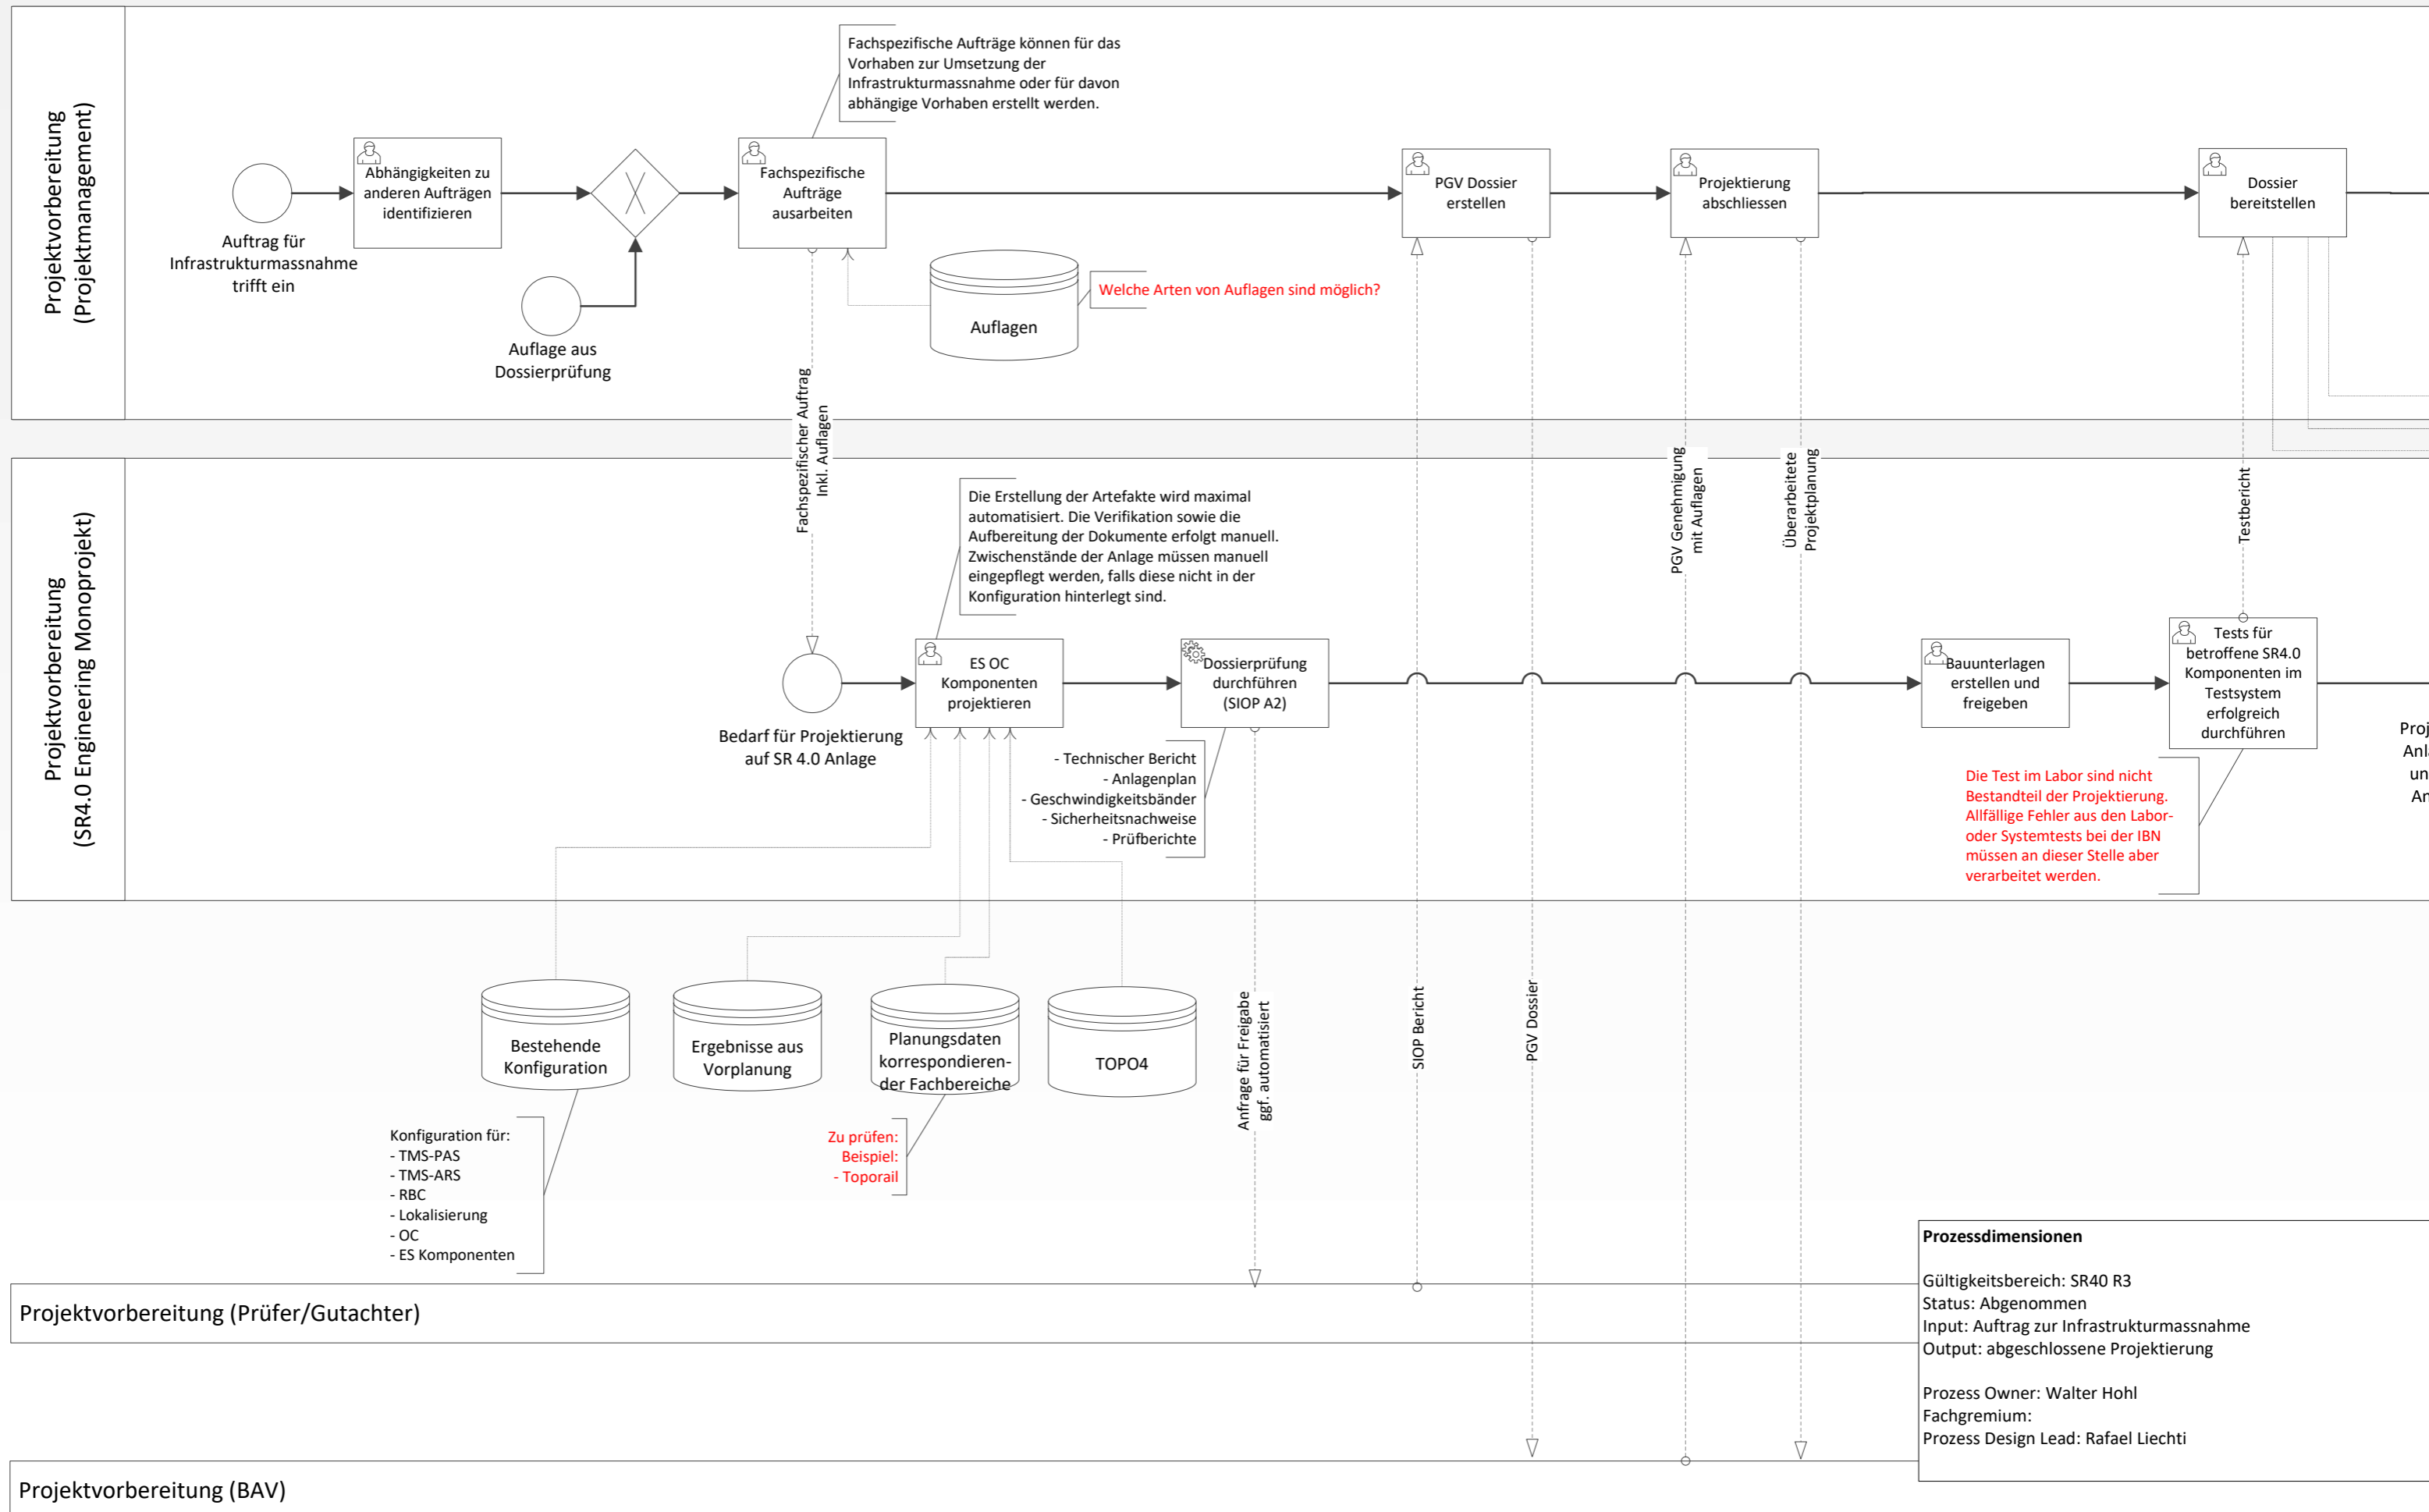 Projektvorbereitung
(Projektmanagement)
Fachspezifische Aufträge können für das
Vorhaben zur Umsetzung der
Infrastrukturmassnahme oder für davon
abhängige Vorhaben erstellt werden.
Auftrag für
Infrastrukturmassnahme
trifft ein
Abhängigkeiten zu
anderen Aufträgen
identifizieren
Auflage aus
Dossierprüfung
Fachspezifische
Aufträge
ausarbeiten
Auflagen
Welche Arten von Auflagen sind möglich?
PGV Dossier
erstellen
Projektierung
abschliessen
Dossier
bereitstellen
Fachspezifischer Auftrag
Inkl. Auflagen
PGV Genehmigung
mit Auflagen
Überarbeitete
Projektplanung
Testbericht
Projektvorbereitung
(SR4.0 Engineering Monoprojekt)
Die Erstellung der Artefakte wird maximal
automatisiert. Die Verifikation sowie die
Aufbereitung der Dokumente erfolgt manuell.
Zwischenstände der Anlage müssen manuell
eingepflegt werden, falls diese nicht in der
Konfiguration hinterlegt sind.
Bedarf für Projektierung
auf SR 4.0 Anlage
ES OC
Komponenten
projektieren
Dossierprüfung
durchführen
(SIOP A2)
- Technischer Bericht
- Anlagenplan
- Geschwindigkeitsbänder
- Sicherheitsnachweise
- Prüfberichte
Bauunterlagen
erstellen und
freigeben
Tests für
betroffene SR4.0
Komponenten im
Testsystem
erfolgreich
durchführen
Die Test im Labor sind nicht
Bestandteil der Projektierung.
Allfällige Fehler aus den Labor-
oder Systemtests bei der IBN
müssen an dieser Stelle aber
verarbeitet werden.
Proj
Anl
un
An
Bestehende
Konfiguration
Ergebnisse aus
Vorplanung
Planungsdaten
korrespondieren-
der Fachbereiche
TOPO4
Anfrage für Freigabe
ggf. automatisiert
SIOP Bericht
PGV Dossier
Konfiguration für:
- TMS-PAS
- TMS-ARS
- RBC
- Lokalisierung
- OC
- ES Komponenten
Zu prüfen:
Beispiel:
- Toporail
Projektvorbereitung (Prüfer/Gutachter)
Projektvorbereitung (BAV)
Prozessdimensionen
Gültigkeitsbereich: SR40 R3
Status: Abgenommen
Input: Auftrag zur Infrastrukturmassnahme
Output: abgeschlossene Projektierung
Prozess Owner: Walter Hohl
Fachgremium:
Prozess Design Lead: Rafael Liechti